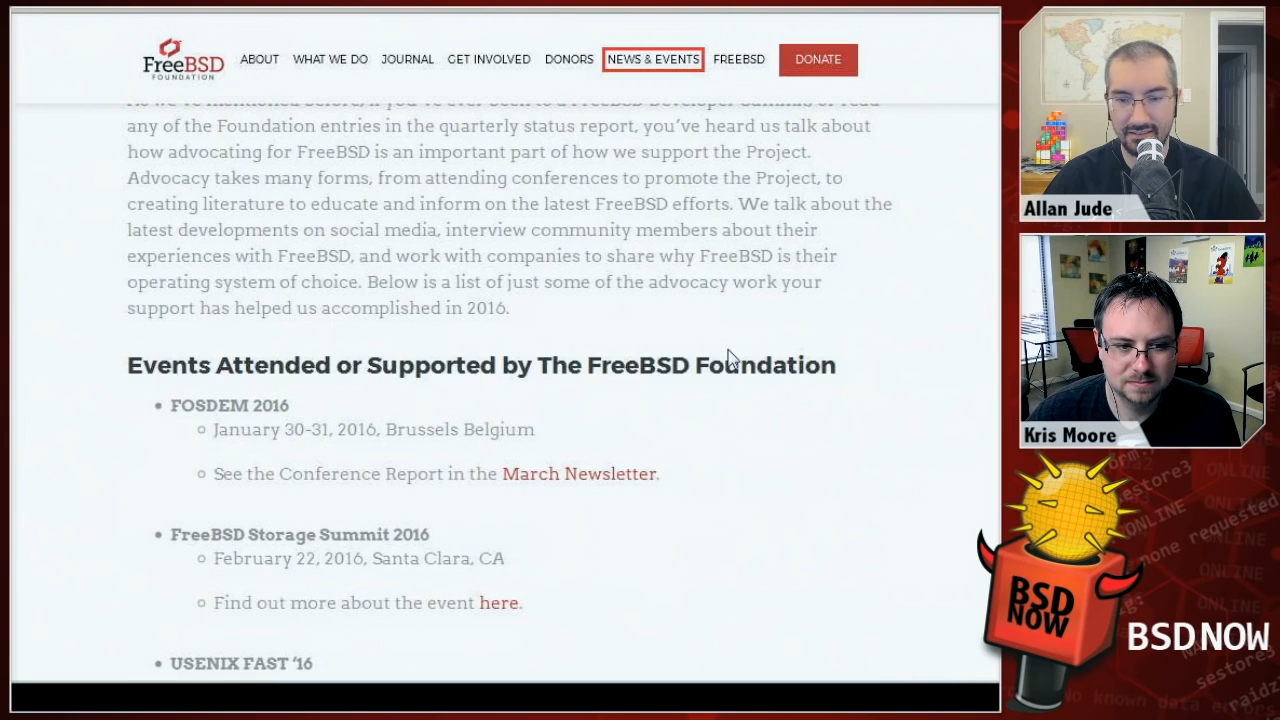 FreeBSD
FOUNDATION
ABOUT WHAT WE DO JOURNAL GET INVOLVED DONORS NEWS & EVENTS FREEBSD DONATE
any of the Foundation entries in the quarterly status report, you’ve heard us talk about
how advocating for FreeBSD is an important part of how we support the Project.
Advocacy takes many forms, from attending conferences to promote the Project, to
creating literature to educate and inform on the latest FreeBSD efforts. We talk about the
latest developments on social media, interview community members about their
experiences with FreeBSD, and work with companies to share why FreeBSD is their
operating system of choice. Below is a list of just some of the advocacy work your
support has helped us accomplished in 2016.
Events Attended or Supported by The FreeBSD Foundation
FOSDEM 2016
January 30-31, 2016, Brussels Belgium
See the Conference Report in the March Newsletter.
FreeBSD Storage Summit 2016
February 22, 2016, Santa Clara, CA
Find out more about the event here.
USENIX FAST ‘16
Allan Jude
Kris Moore
BSD
NOW
BSDNOW